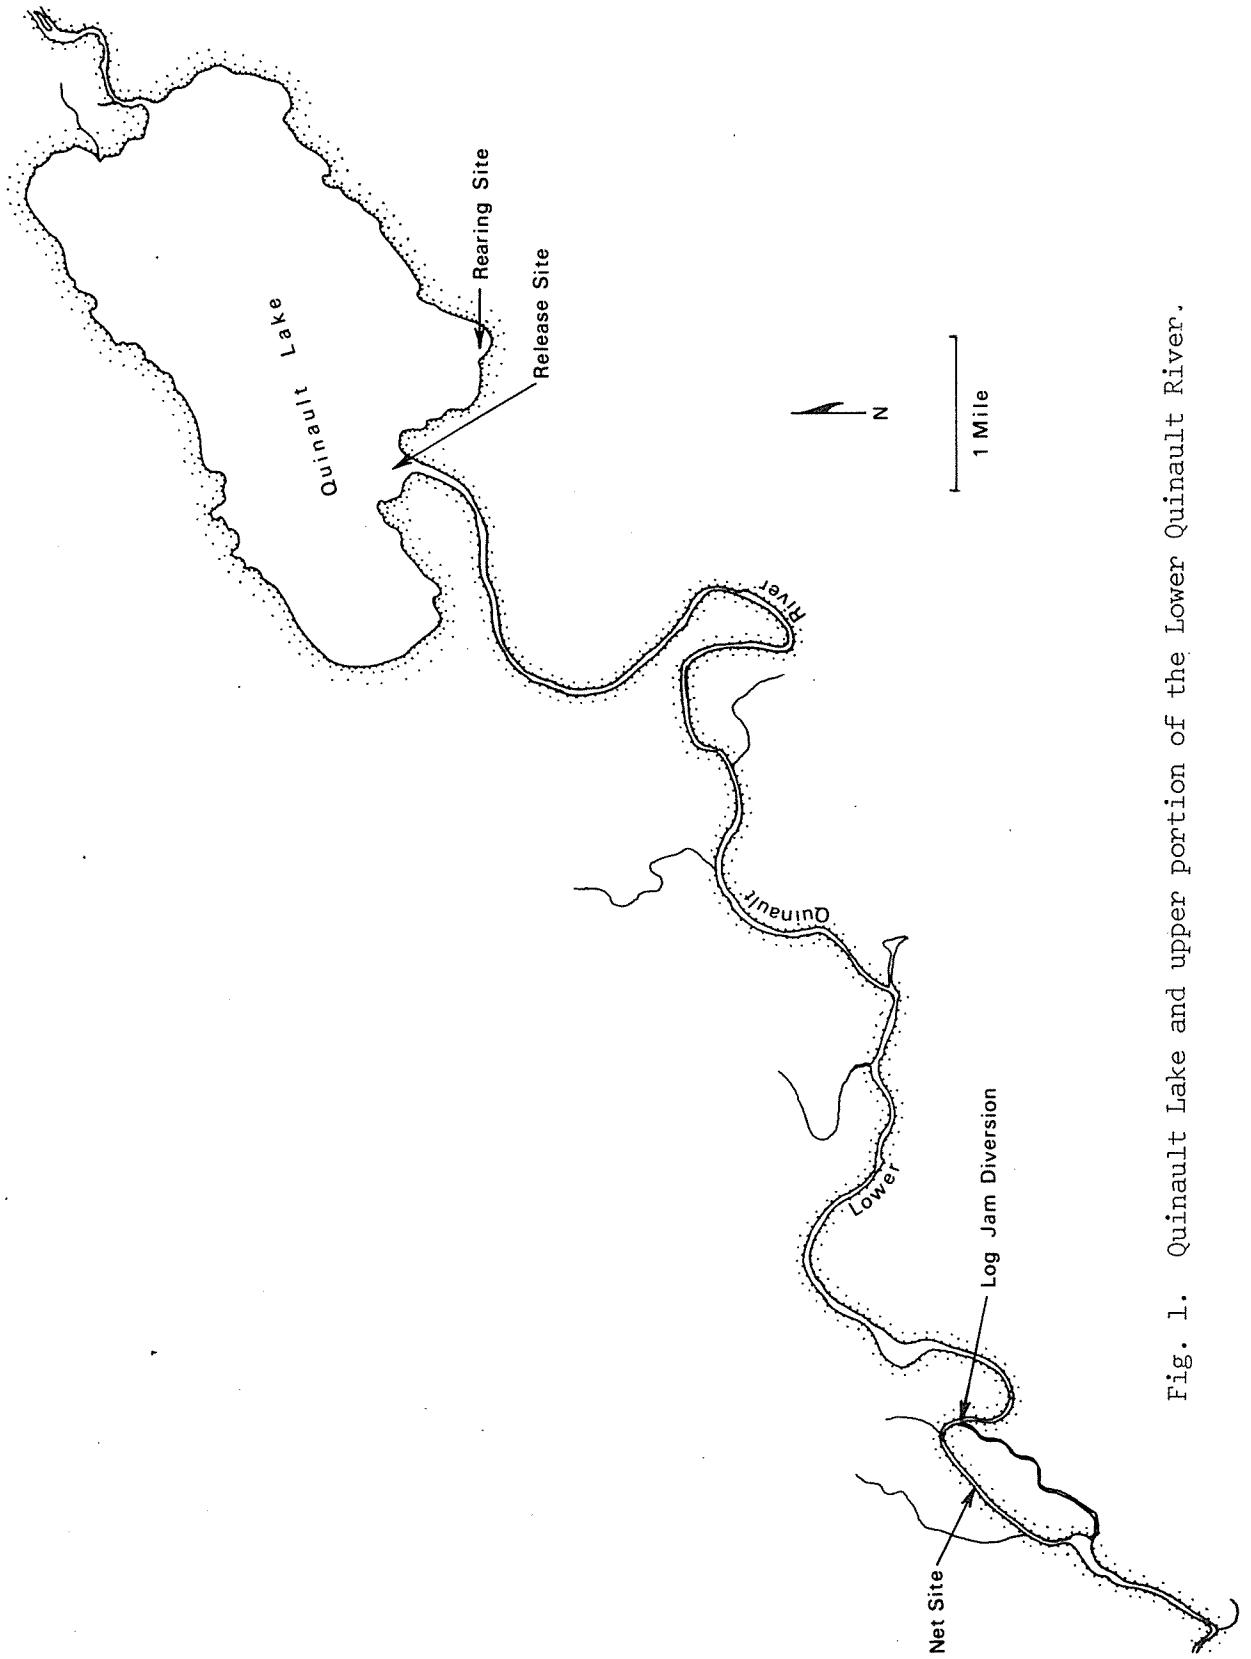 Quinault Lake
Rearing Site
Release Site
N
1 Mile
River
Quinault
Lower
Log Jam Diversion
Net Site
Fig. 1. Quinault Lake and upper portion of the Lower Quinault River.